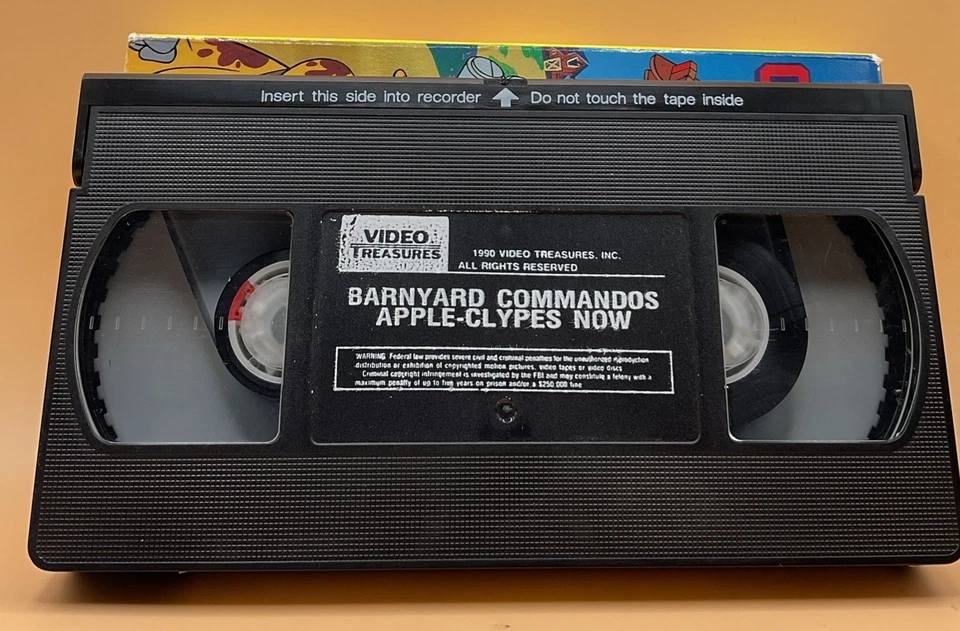 Insert this side into recorder Do not touch the tape inside
VIDEO
TREASURES
1990 VIDEO TREASURES, INC.
ALL RIGHTS RESERVED
BARNYARD COMMANDOS
APPLE-CLYPES NOW
WARNING Federal law provides severe civil and criminal penalties for the unauthorized reproduction
distribution or exhibition of copyrighted motion pictures, video tapes or video discs
Criminal copyright infringement is investigated by the FBI and may constitute a felony with a
maximum penalty of up to five years on prison and/or a $250,000 fine